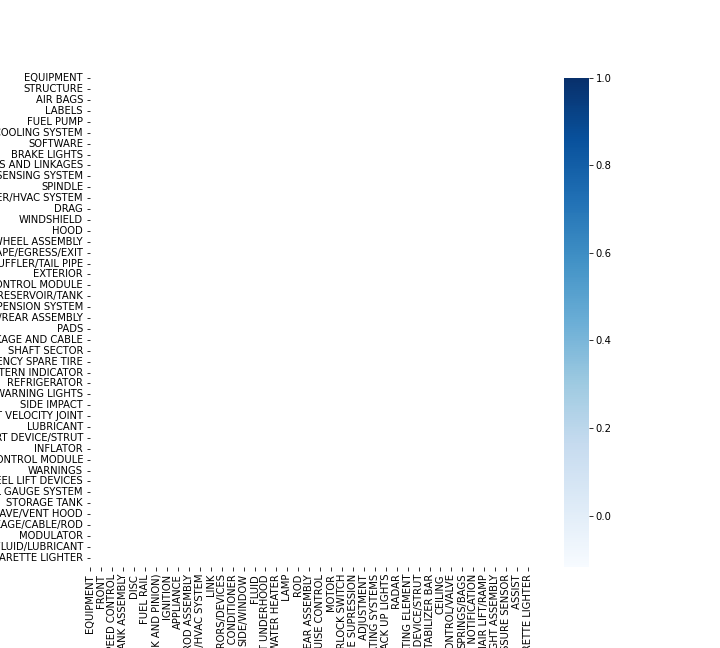 EQUIPMENT
STRUCTURE
AIR BAGS
LABELS
FUEL PUMP
COOLING SYSTEM
SOFTWARE
BRAKE LIGHTS
S AND LINKAGES
SENSING SYSTEM
SPINDLE
ER/HVAC SYSTEM
DRAG
WINDSHIELD
HOOD
WHEEL ASSEMBLY
APE/EGRESS/EXIT
UFFLER/TAIL PIPE
EXTERIOR
ONTROL MODULE
RESERVOIR/TANK
PENSION SYSTEM
/REAR ASSEMBLY
PADS
KAGE AND CABLE
SHAFT SECTOR
ENCY SPARE TIRE
TERN INDICATOR
REFRIGERATOR
WARNING LIGHTS
SIDE IMPACT
T VELOCITY JOINT
LUBRICANT
RT DEVICE/STRUT
INFLATOR
ONTROL MODULE
WARNINGS
EEL LIFT DEVICES
GAUGE SYSTEM
STORAGE TANK
AVE/VENT HOOD
KAGE/CABLE/ROD
MODULATOR
FLUID/LUBRICANT
ARETTE LIGHTER
EQUIPMENT
FRONT
PEED CONTROL
ANK ASSEMBLY
DISC
FUEL RAIL
K AND PINION)
IGNITION
APPLIANCE
ROD ASSEMBLY
/HVAC SYSTEM
LINK
RORS/DEVICES
CONDITIONER
SIDE/WINDOW
FLUID
T UNDERHOOD
WATER HEATER
LAMP
ROD
EAR ASSEMBLY
UISE CONTROL
MOTOR
RLOCK SWITCH
E SUPRESSION
ADJUSTMENT
TING SYSTEMS
ACK UP LIGHTS
RADAR
TING ELEMENT
DEVICE/STRUT
TABILIZER BAR
CEILING
ONTROL/VALVE
SPRINGS/BAGS
NOTIFICATION
HAIR LIFT/RAMP
GHT ASSEMBLY
SSURE SENSOR
ASSIST
RETTE LIGHTER
1.0
0.8
0.6
0.4
0.2
0.0